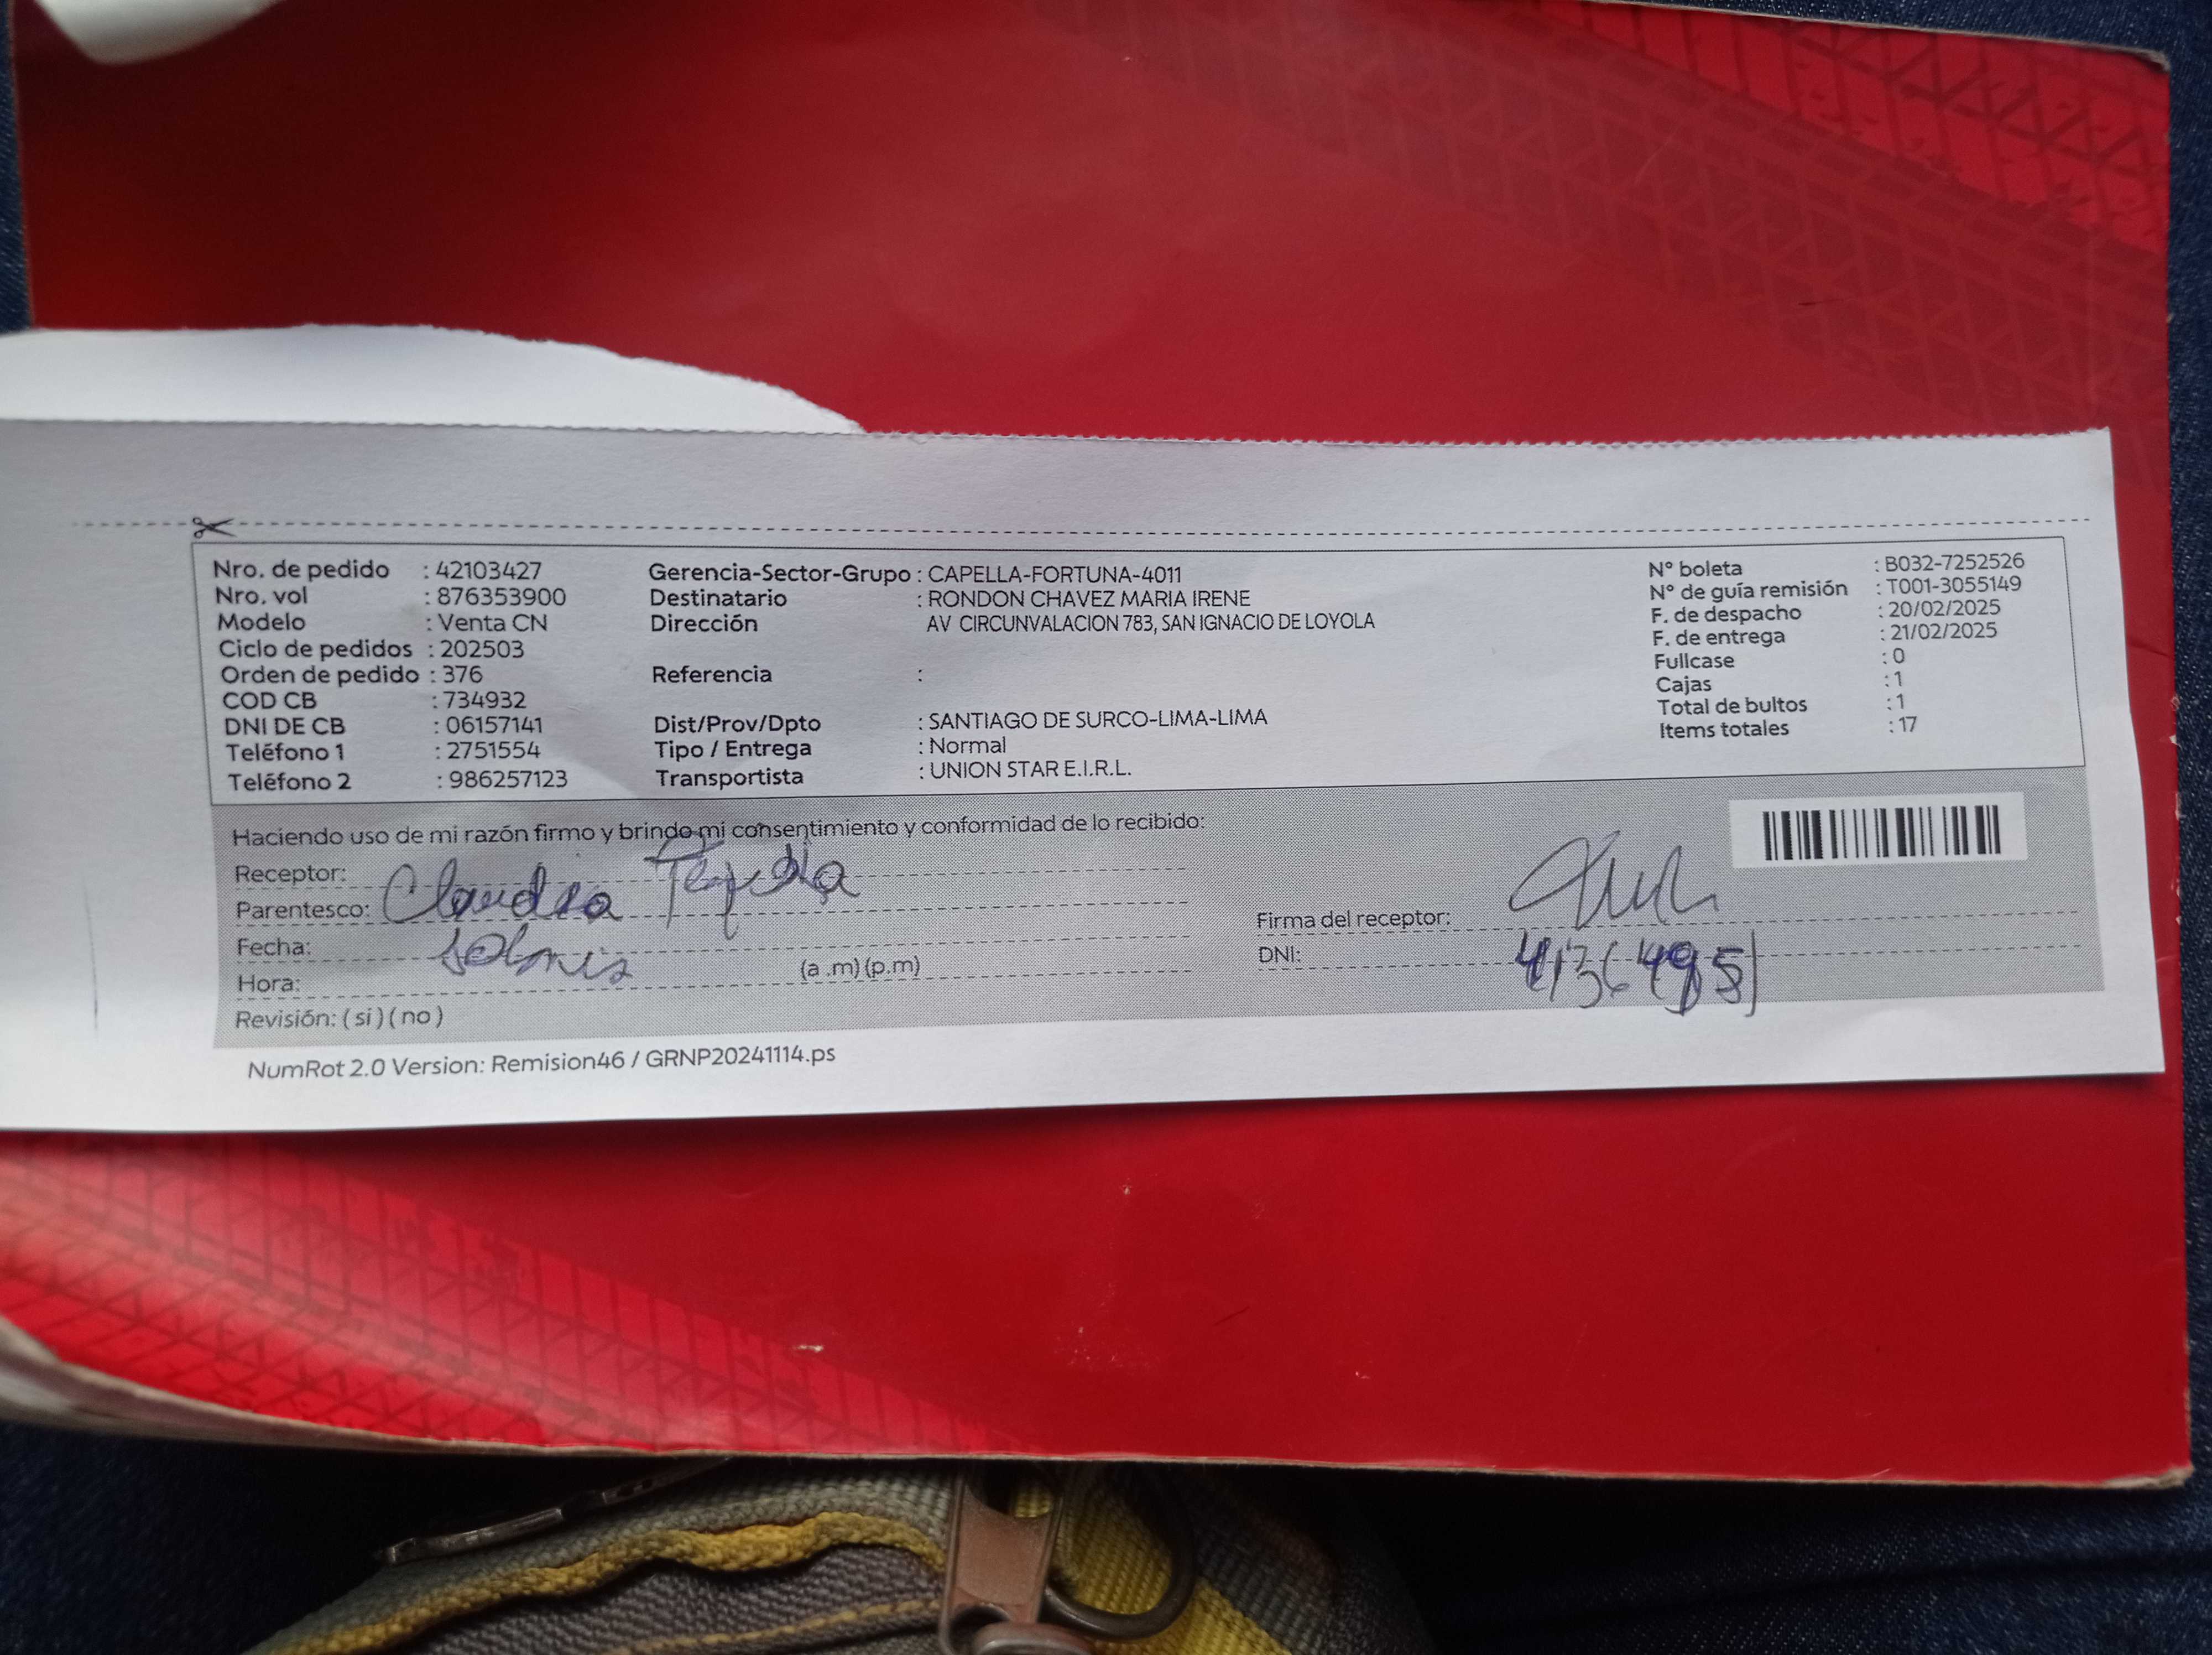 Nro. de pedido : 42103427
Nro. vol : 876353900
Modelo : Venta CN
Ciclo de pedidos : 202503
Orden de pedido : 376
COD CB : 734932
DNI DE CB : 06157141
Teléfono 1 : 2751554
Teléfono 2 : 986257123
Gerencia-Sector-Grupo : CAPELLA-FORTUNA-4011
Destinatario : RONDON CHAVEZ MARIA IRENE
Dirección AV CIRCUNVALACION 783, SAN IGNACIO DE LOYOLA
Referencia :
Dist/Prov/Dpto : SANTIAGO DE SURCO-LIMA-LIMA
Tipo / Entrega : Normal
Transportista : UNION STAR E.I.R.L.
N° boleta : B032-7252526
N° de guía remisión : T001-3055149
F. de despacho : 20/02/2025
F. de entrega : 21/02/2025
Fullcase : 0
Cajas : 1
Total de bultos : 1
Items totales : 17
Haciendo uso de mi razón firmo y brindo mi consentimiento y conformidad de lo recibido:
Receptor: Claudia
Parentesco:
Fecha:
Hora: (a .m) (p.m)
Revisión: ( si ) ( no )
Firma del receptor:
DNI:
NumRot 2.0 Version: Remision46 / GRNP20241114.ps